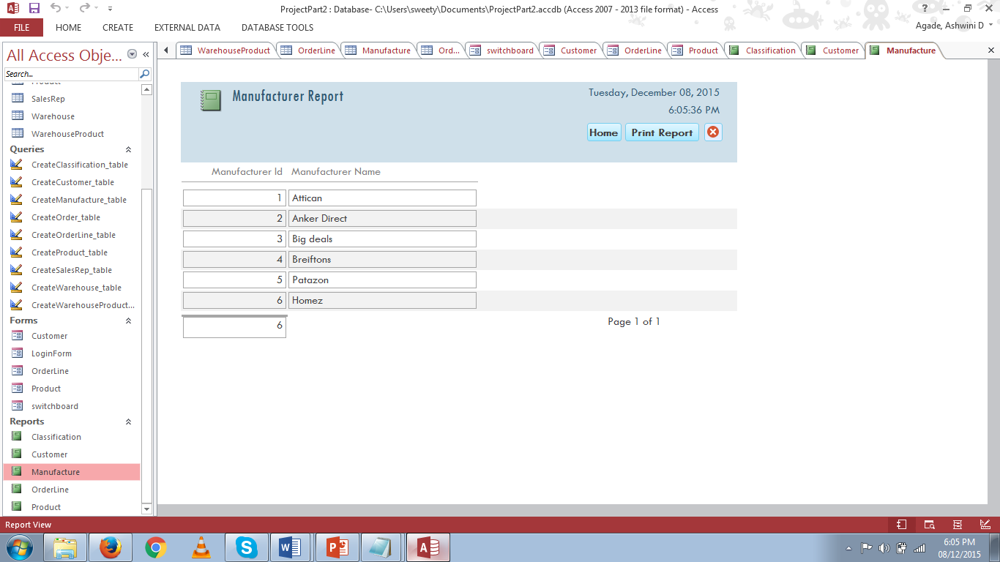 ProjectPart2 : Database- C:\Users\sweety\Documents\ProjectPart2.accdb (Access 2007 - 2013 file format) - Access
FILE HOME CREATE EXTERNAL DATA DATABASE TOOLS Agade, Ashwini D
All Access Obje...
Search...
WarehouseProduct OrderLine Manufacture Ord... switchboard Customer OrderLine Product Classification Customer Manufacture
Product
SalesRep
Warehouse
WarehouseProduct
Queries
CreateClassification_table
CreateCustomer_table
CreateManufacture_table
CreateOrder_table
CreateOrderLine_table
CreateProduct_table
CreateSalesRep_table
CreateWarehouse_table
CreateWarehouseProduct...
Forms
Customer
LoginForm
OrderLine
Product
switchboard
Reports
Classification
Customer
Manufacture
OrderLine
Product
Manufacturer Report
Tuesday, December 08, 2015
6:05:36 PM
Home Print Report
Manufacturer Id Manufacturer Name
1 Attican
2 Anker Direct
3 Big deals
4 Breiftons
5 Patazon
6 Homez
6
Page 1 of 1
Report View
6:05 PM
08/12/2015